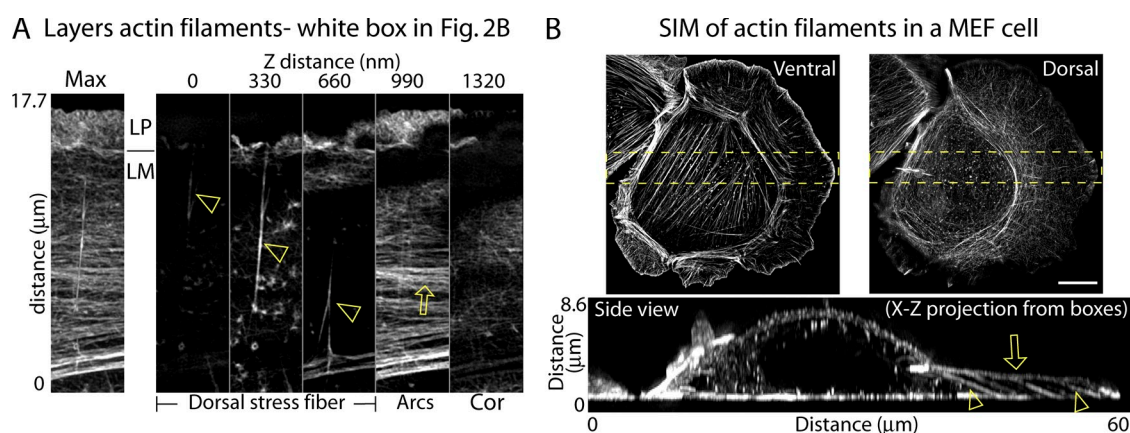 A Layers actin filaments- white box in Fig. 2B
Z distance (nm)
Max 0 330 660 990 1320
17.7
LP
LM
distance (μm)
0
Dorsal stress fiber Arcs Cor
B SIM of actin filaments in a MEF cell
Ventral
Dorsal
8.6
Side view (X-Z projection from boxes)
Distance
(μm)
0
0 Distance (μm) 60